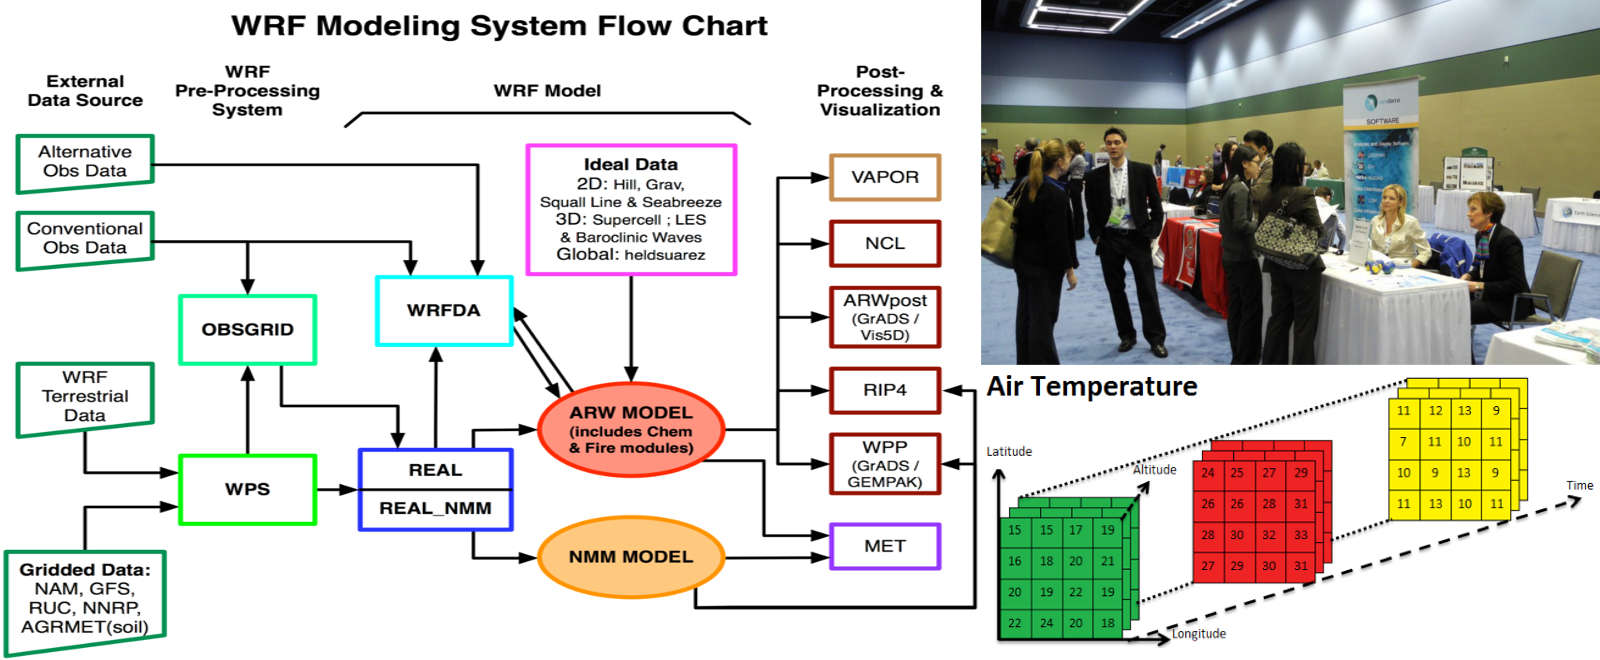 WRF Modeling System Flow Chart
External
Data Source
WRF
Pre-Processing
System
WRF Model
Post-
Processing &
Visualization
Alternative
Obs Data
Conventional
Obs Data
WRF
Terrestrial
Data
Gridded Data:
NAM, GFS,
RUC, NNRP,
AGRMET(soil)
OBSGRID
WPS
WRFDA
REAL
REAL_NMM
Ideal Data
2D: Hill, Grav,
Squall Line & Seabreeze
3D: Supercell ; LES
& Baroclinic Waves
Global: heldsuarez
ARW MODEL
(includes Chem
& Fire modules)
NMM MODEL
VAPOR
NCL
ARWpost
(GrADS /
Vis5D)
RIP4
WPP
(GrADS /
GEMPAK)
MET
SOFTWARE
Air Temperature
Latitude
Altitude
Longitude
Time
15 15 17 19
16 18 20 21
20 19 22 19
22 24 20 18
24 25 27 29
26 26 28 31
28 30 32 33
27 29 30 31
11 12 13 9
7 11 10 11
10 9 13 9
11 13 10 11